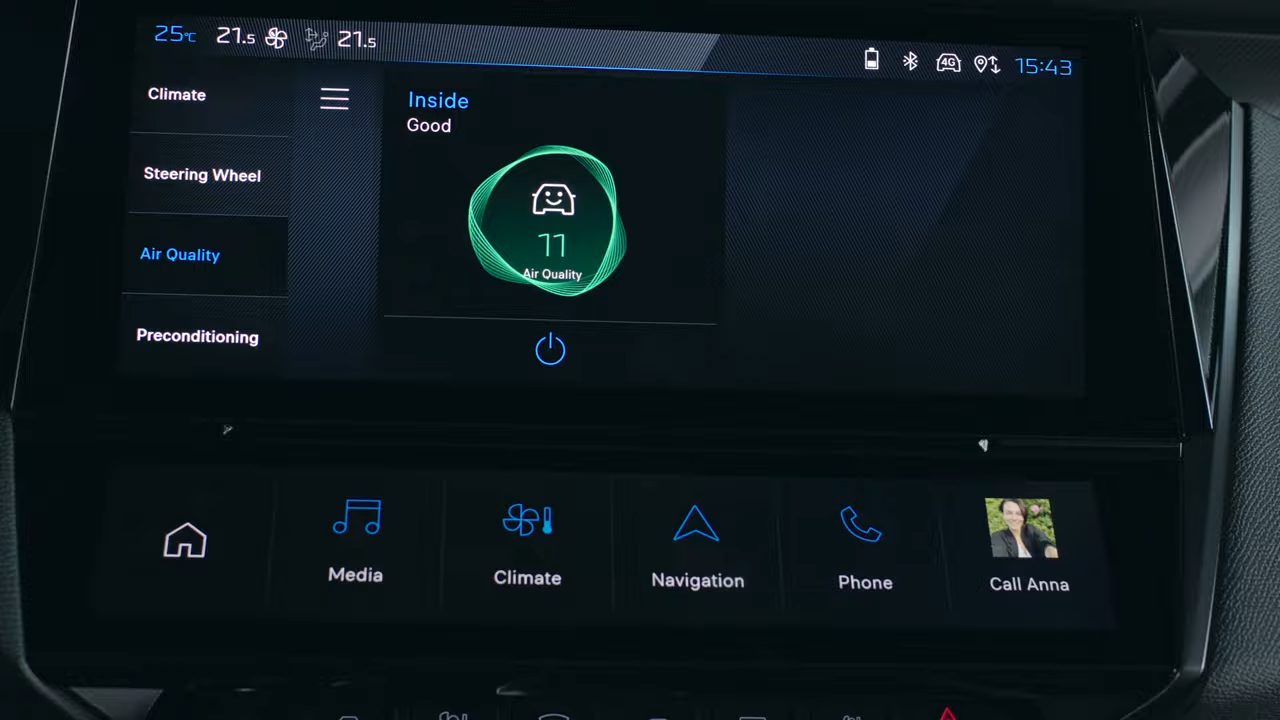 25°C 21.5 21.5
4G 15:43
Climate
Steering Wheel
Air Quality
Preconditioning
Inside
Good
11
Air Quality
Media
Climate
Navigation
Phone
Call Anna